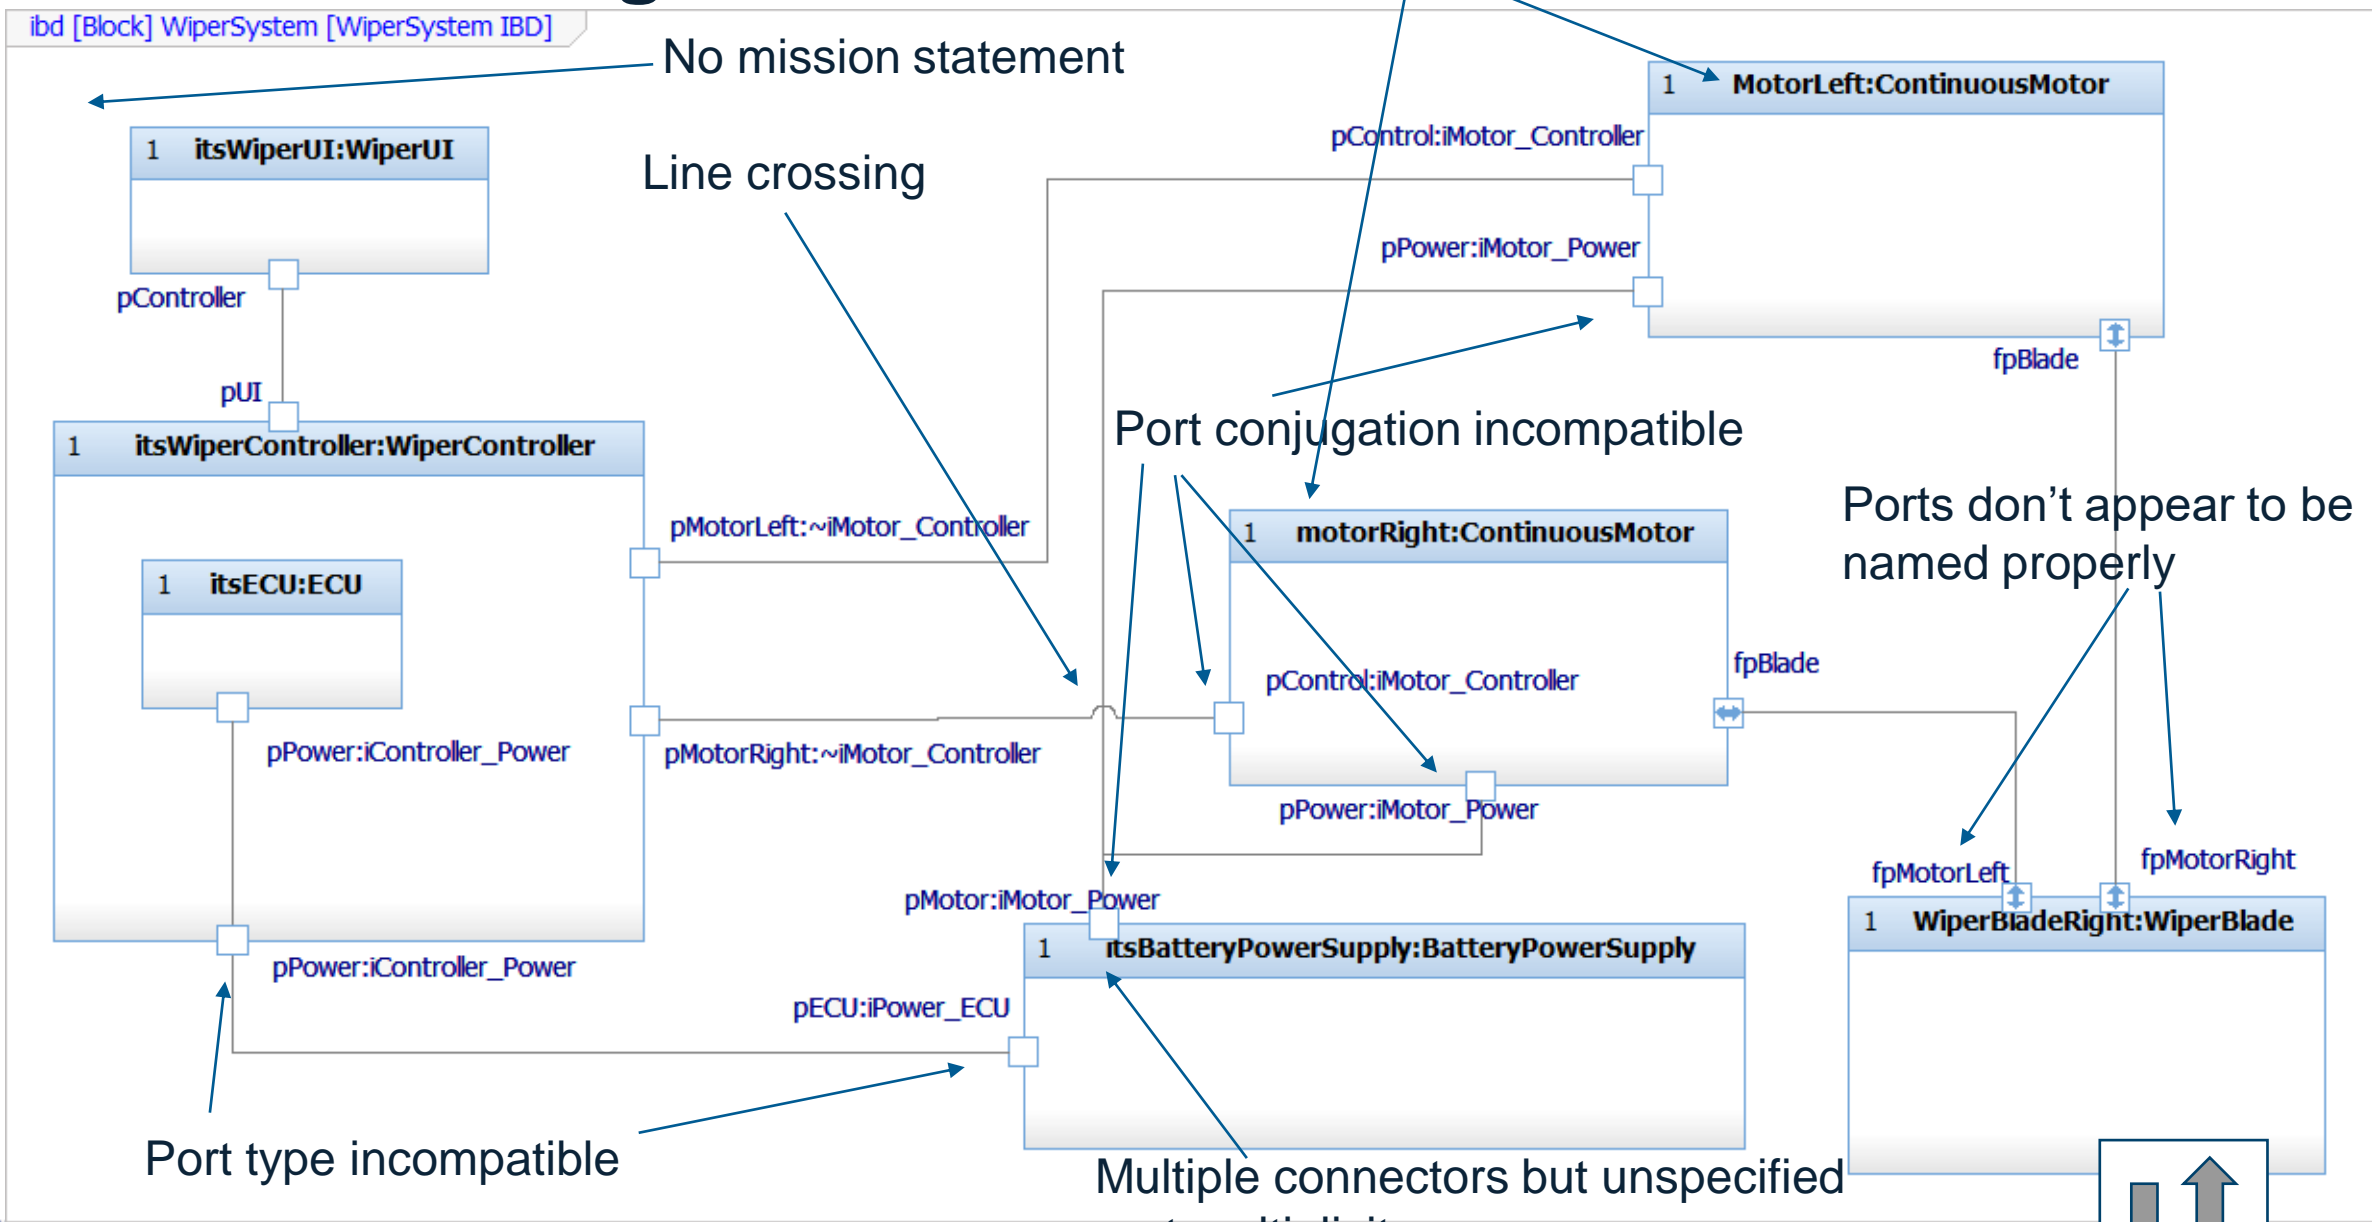 ibd [Block] WiperSystem [WiperSystem IBD]
No mission statement
1 MotorLeft:ContinuousMotor
pControl:iMotor_Controller
1 itsWiperUI:WiperUI
Line crossing
pPower:iMotor_Power
pController
fpBlade
pUI
Port conjugation incompatible
1 itsWiperController:WiperController
Ports don't appear to be
named properly
pMotorLeft:~iMotor_Controller
1 motorRight:ContinuousMotor
1 itsECU:ECU
fpBlade
pControl:iMotor_Controller
pPower:iController_Power
pMotorRight:~iMotor_Controller
pPower:iMotor_Power
fpMotorLeft
fpMotorRight
pMotor:iMotor_Power
1 WiperBladeRight:WiperBlade
1 itsBatteryPowerSupply:BatteryPowerSupply
pPower:iController_Power
pECU:iPower_ECU
Port type incompatible
Multiple connectors but unspecified